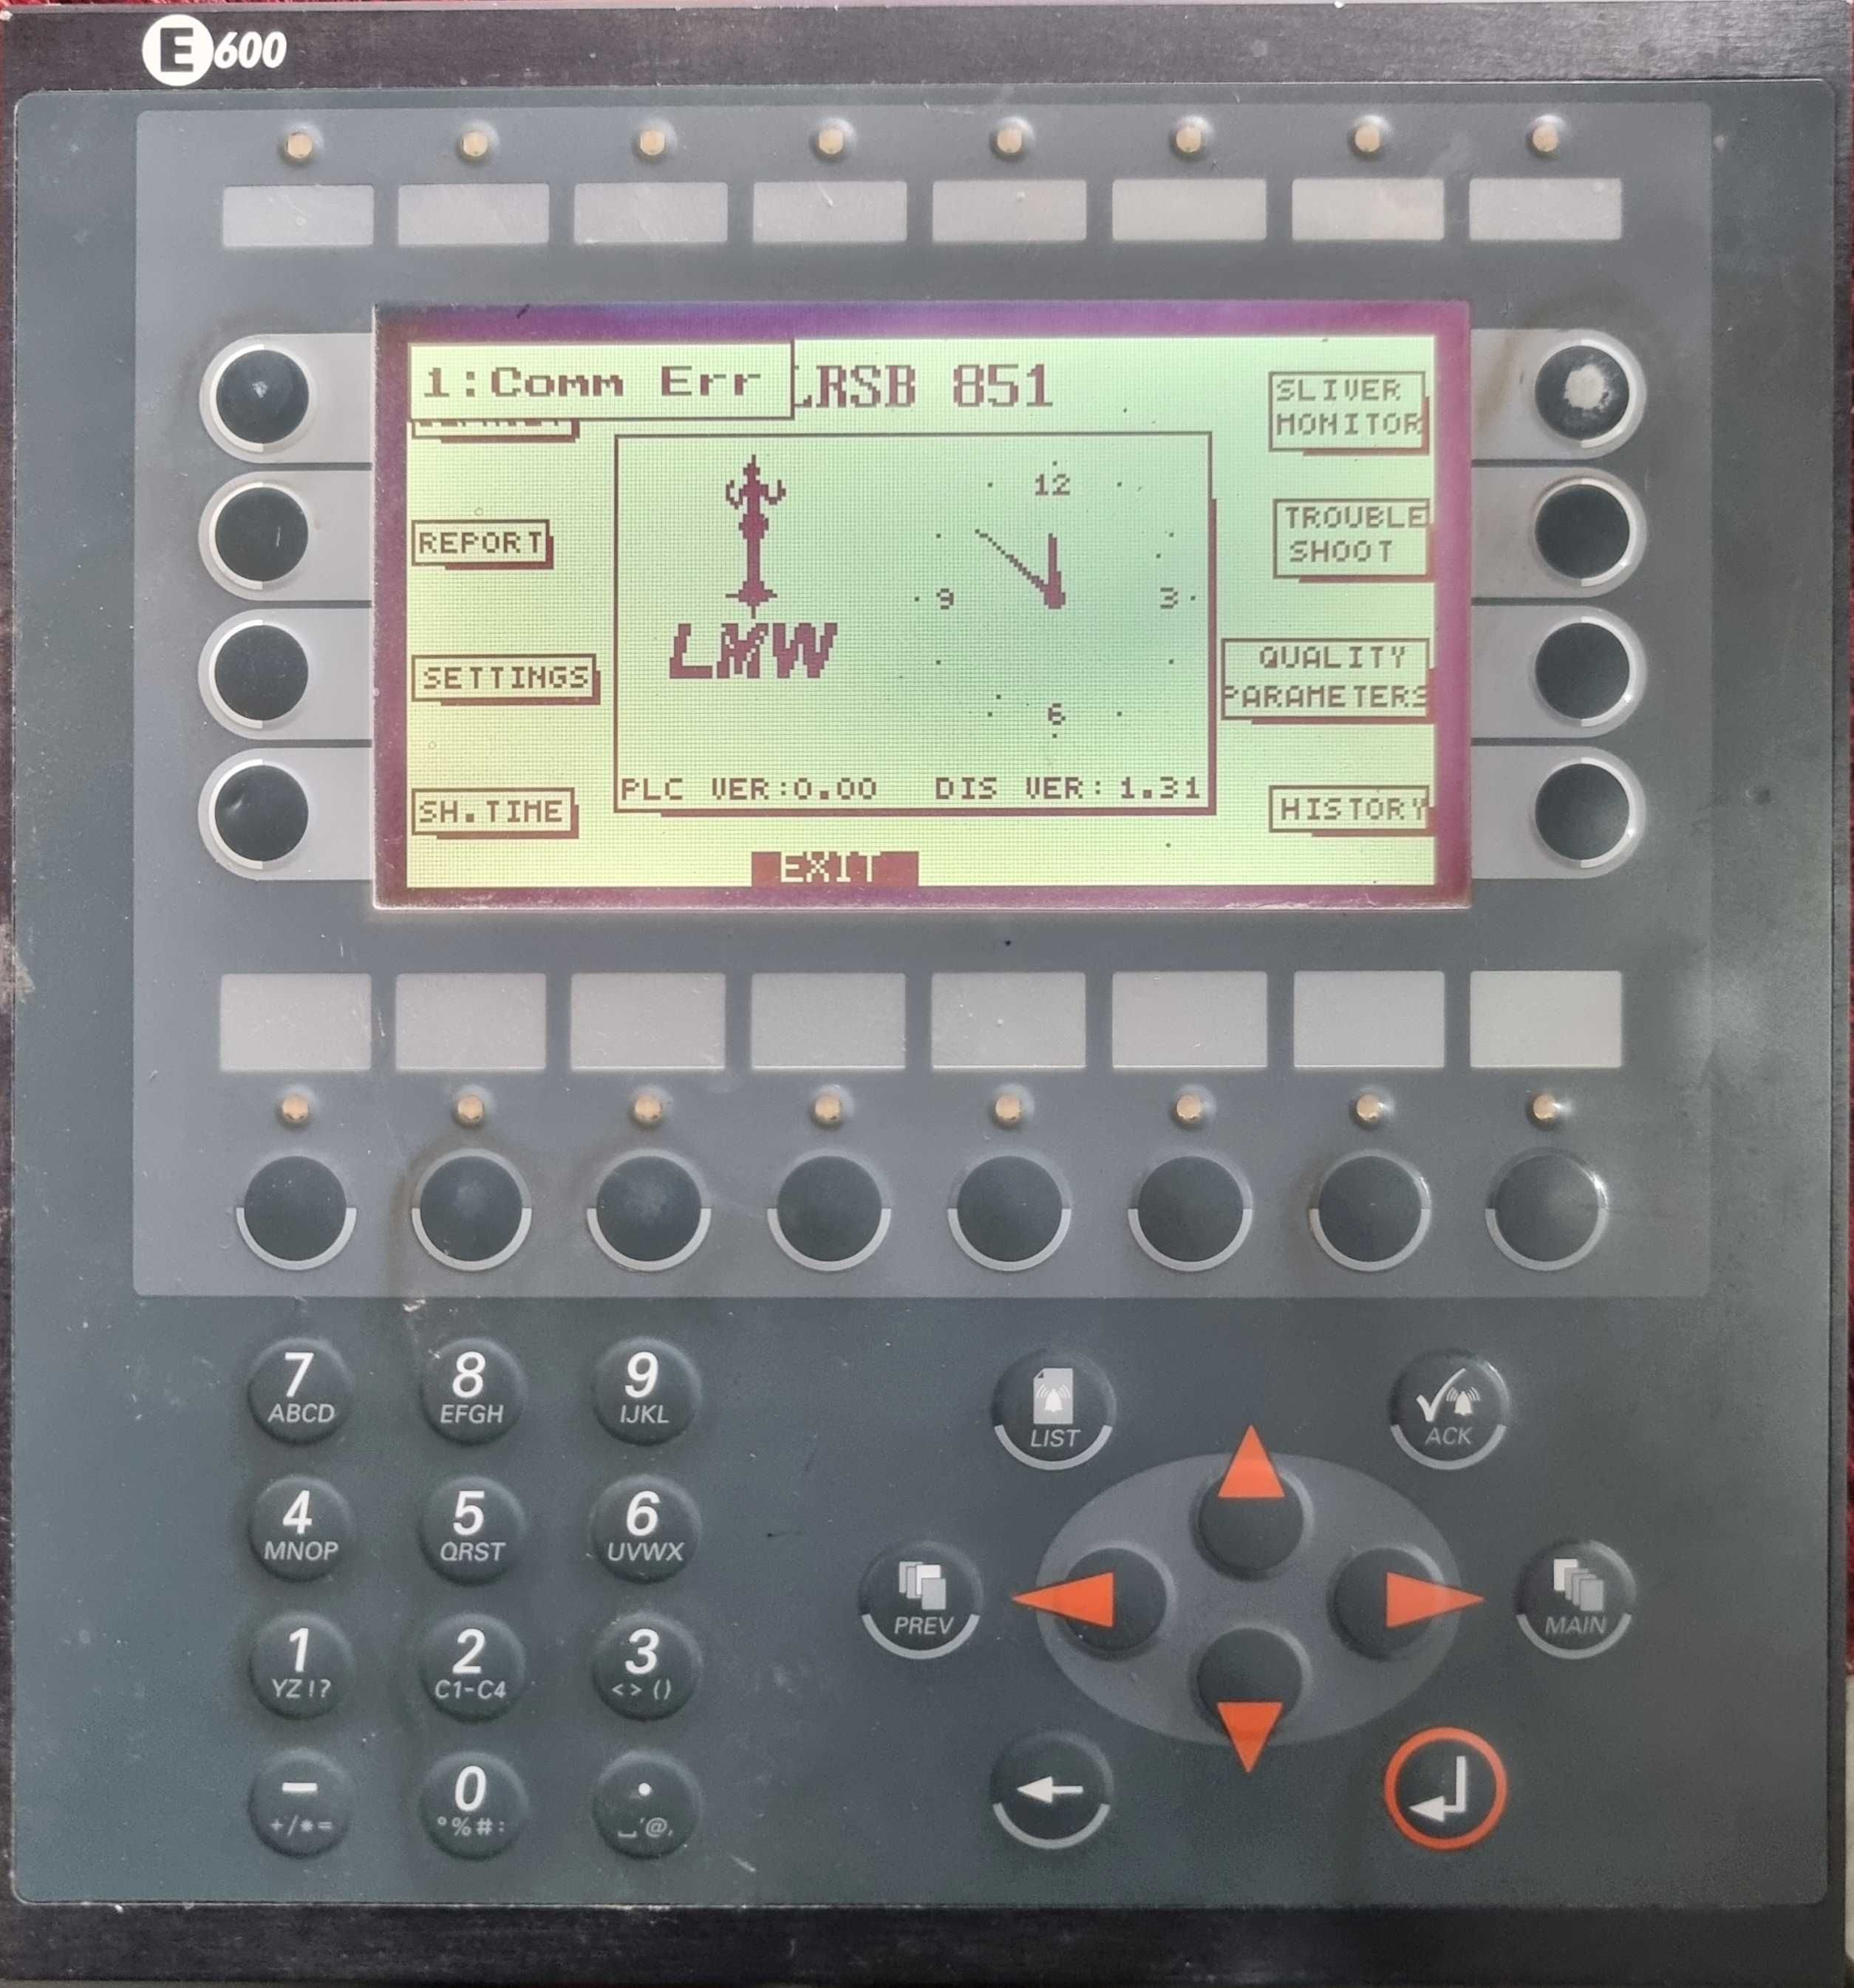 E600
1:Comm Err
LRSB 851
SLIVER
MONITOR
12
REPORT
TROUBLE
SHOOT
9
3
LMW
SETTINGS
QUALITY
PARAMETERS
6
PLC VER:0.00 DIS VER:1.31
SH.TIME
HISTORY
EXIT
7
ABCD
8
EFGH
9
IJKL
LIST
ACK
4
MNOP
5
QRST
6
UVWX
PREV
MAIN
1
YZ!?
2
C1-C4
3
<> ()
−
+/*=
0
°%#:
.
⎵'@,